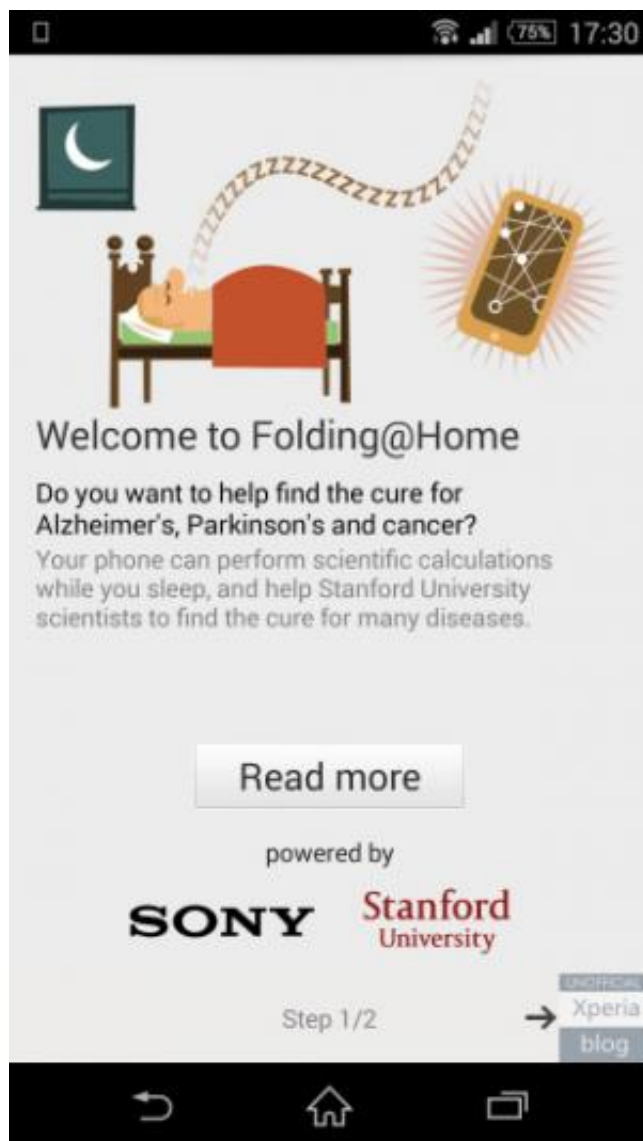 75% 17:30
ZZZZZZZZZZZZZZZZZZZZZZZZZZZZZZ
Welcome to Folding@Home
Do you want to help find the cure for
Alzheimer's, Parkinson's and cancer?
Your phone can perform scientific calculations
while you sleep, and help Stanford University
scientists to find the cure for many diseases.
Read more
powered by
SONY
Stanford
University
Step 1/2
UNOFFICIAL
Xperia
blog